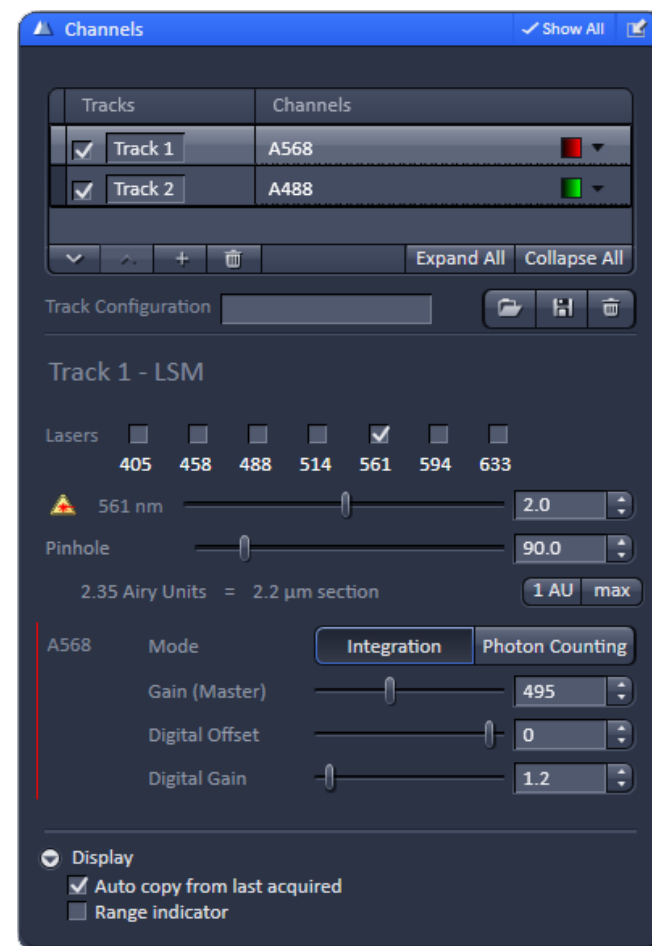 Channels Show All
Tracks Channels
Track 1 A568
Track 2 A488
Expand All Collapse All
Track Configuration
Track 1 - LSM
Lasers
405 458 488 514 561 594 633
561 nm 2.0
Pinhole 90.0
2.35 Airy Units = 2.2 µm section 1 AU max
A568 Mode Integration Photon Counting
Gain (Master) 495
Digital Offset 0
Digital Gain 1.2
Display
Auto copy from last acquired
Range indicator